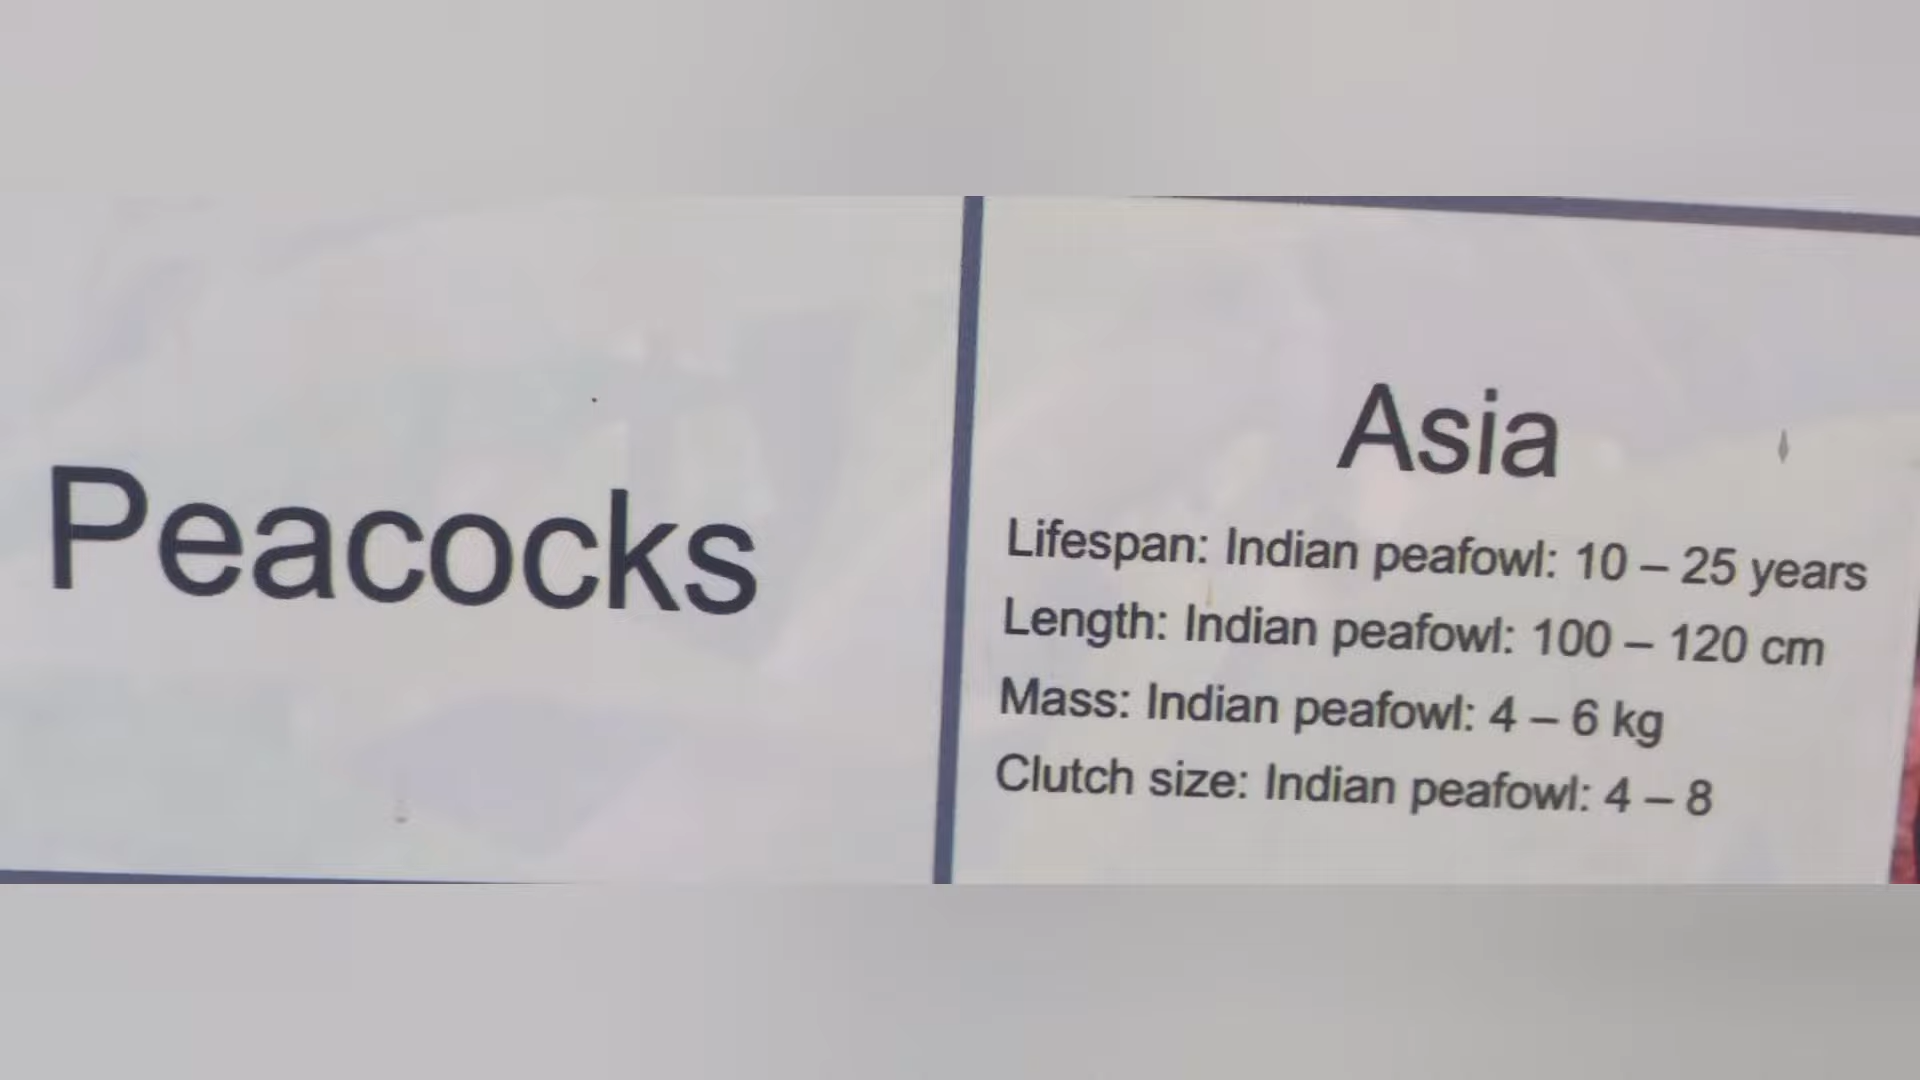 Peacocks
Asia
Lifespan: Indian peafowl: 10 – 25 years
Length: Indian peafowl: 100 – 120 cm
Mass: Indian peafowl: 4 – 6 kg
Clutch size: Indian peafowl: 4 – 8